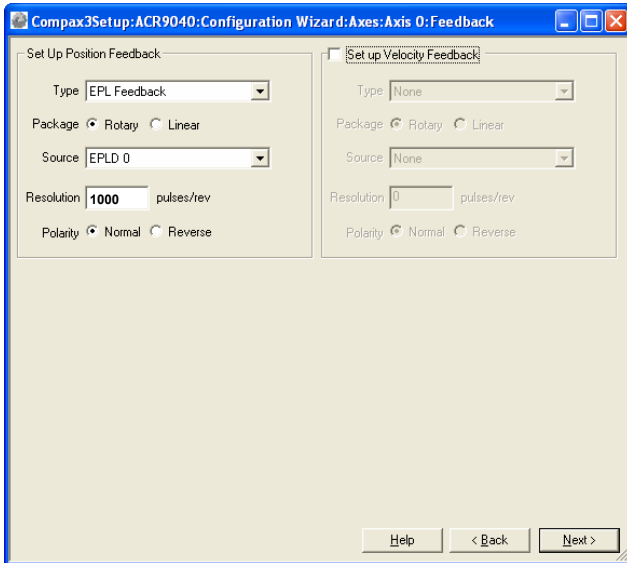 Compax3Setup:ACR9040:Configuration Wizard:Axes:Axis 0:Feedback
Set Up Position Feedback
Type EPL Feedback
Package Rotary Linear
Source EPLD 0
Resolution 1000 pulses/rev
Polarity Normal Reverse
Set up Velocity Feedback
Type None
Package Rotary Linear
Source None
Resolution 0 pulses/rev
Polarity Normal Reverse
Help < Back Next >